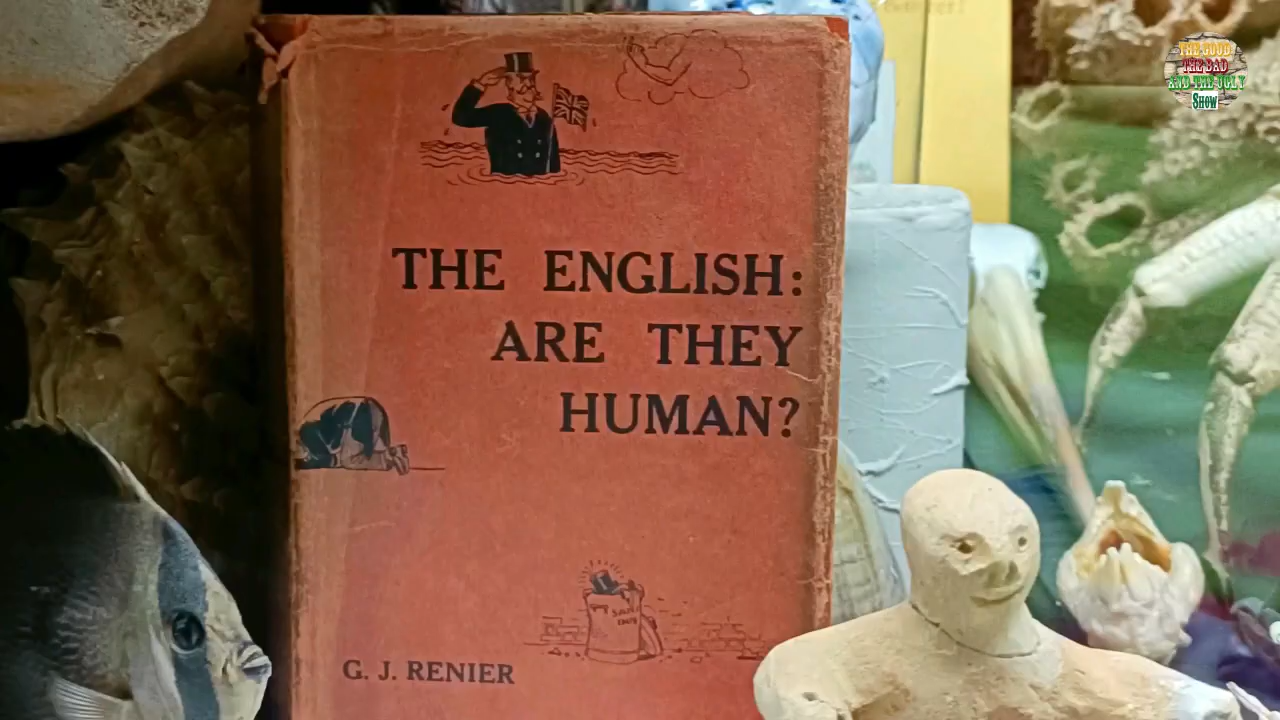 THE GOOD
THE BAD
AND THE UGLY
SHOW
THE ENGLISH:
ARE THEY
HUMAN?
G. J. RENIER